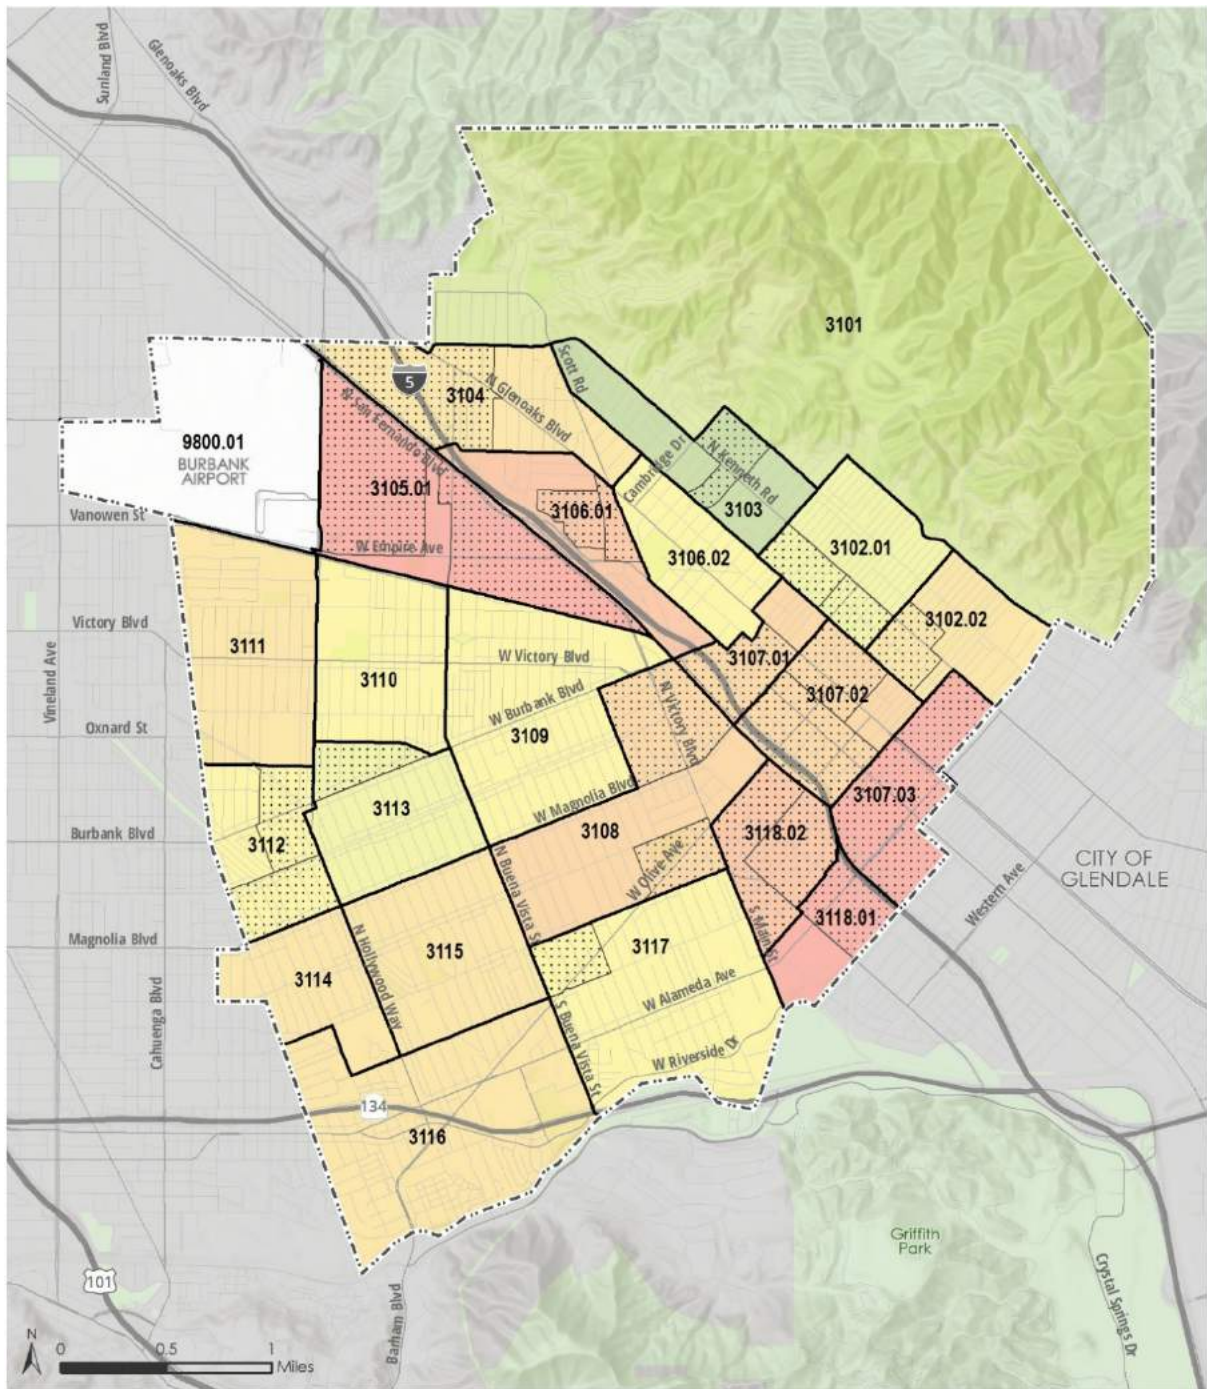 Sunland Blvd
Glenoaks Blvd
3101
Scott Rd
5
N Glenoaks Blvd
3104
N San Fernando Blvd
9800.01
BURBANK
AIRPORT
Cambridge Dr
N Kenneth Rd
3105.01
3106.01
3103
Vanowen St
W Empire Ave
3106.02
3102.01
3102.02
Victory Blvd
3111
W Victory Blvd
3107.01
Vineland Ave
3110
N Victory Blvd
3107.02
W Burbank Blvd
Oxnard St
3109
W Magnolia Blvd
3107.03
3113
Burbank Blvd
3112
3108
3118.02
CITY OF
GLENDALE
W Olive Ave
Western Ave
N Buena Vista St
3118.01
Magnolia Blvd
N Hollywood Way
3115
3117
S Main St
3114
W Alameda Ave
Cahuenga Blvd
S Buena Vista St
W Riverside Dr
134
3116
Griffith
Park
101
Barham Blvd
Crystal Springs Dr
N
0 0.5 1
Miles